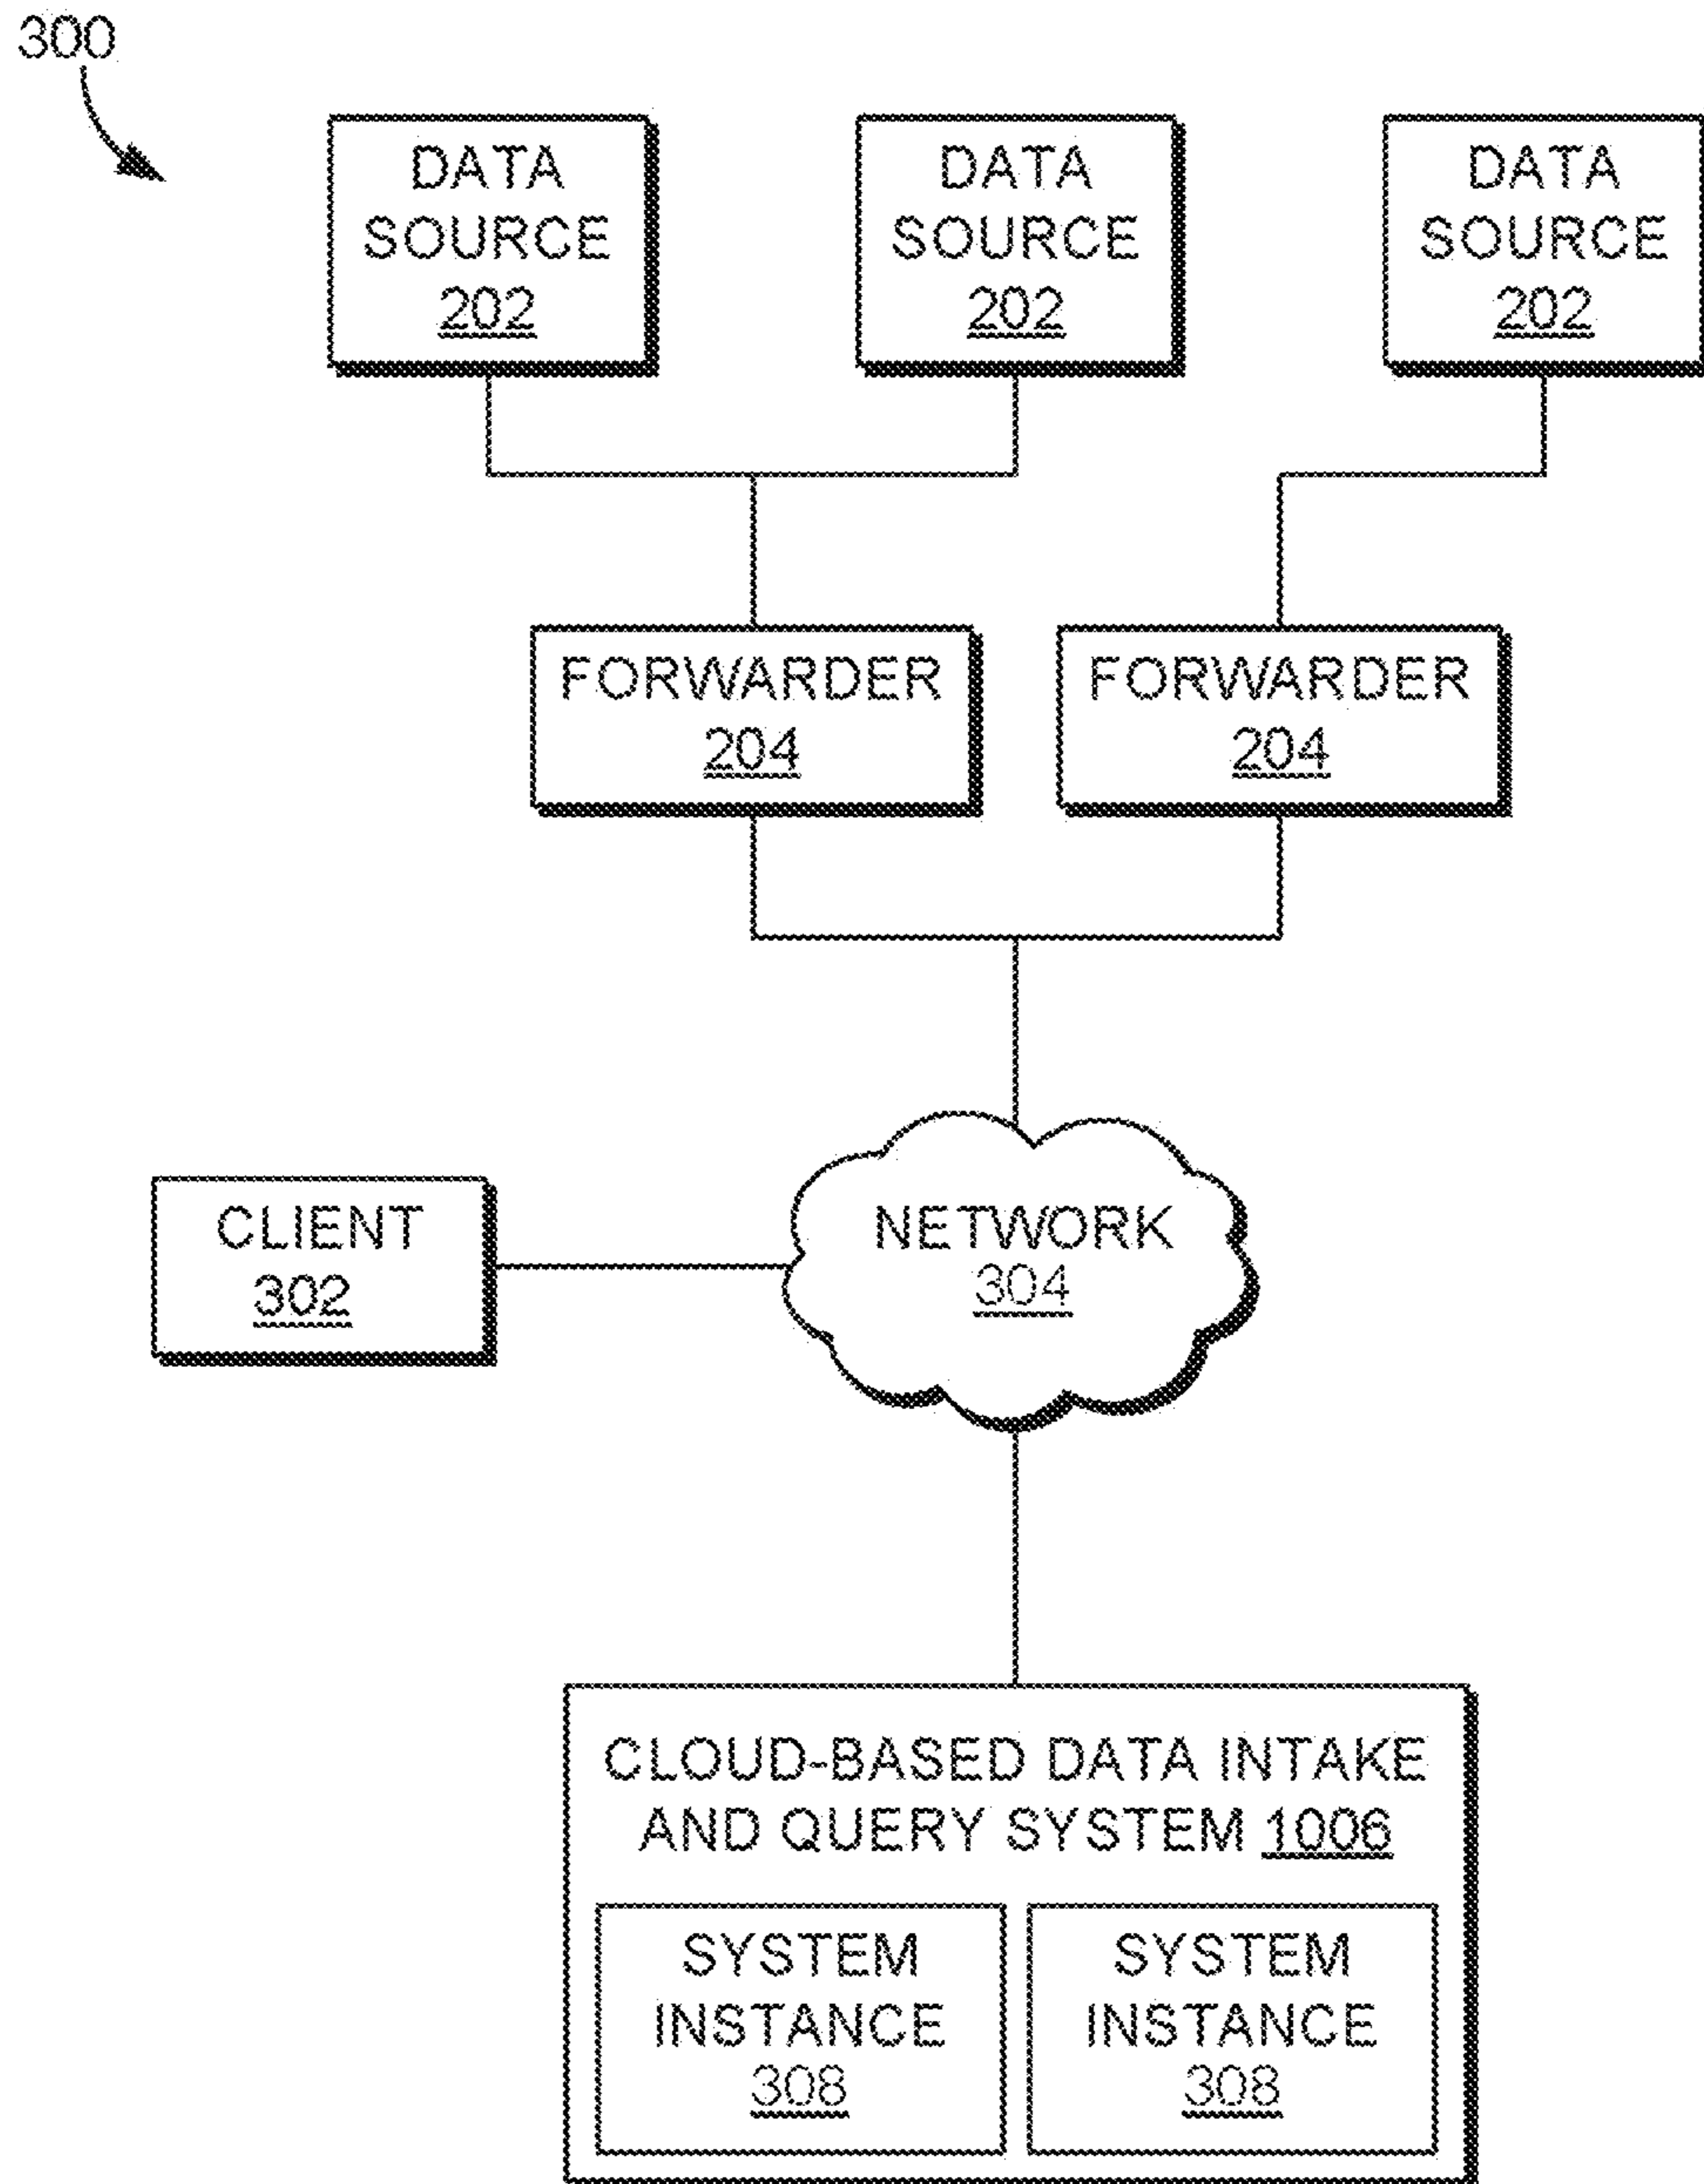 300
DATA
SOURCE
202
DATA
SOURCE
202
DATA
SOURCE
202
FORWARDER
204
FORWARDER
204
CLIENT
302
NETWORK
304
CLOUD-BASED DATA INTAKE
AND QUERY SYSTEM 1006
SYSTEM
INSTANCE
308
SYSTEM
INSTANCE
308